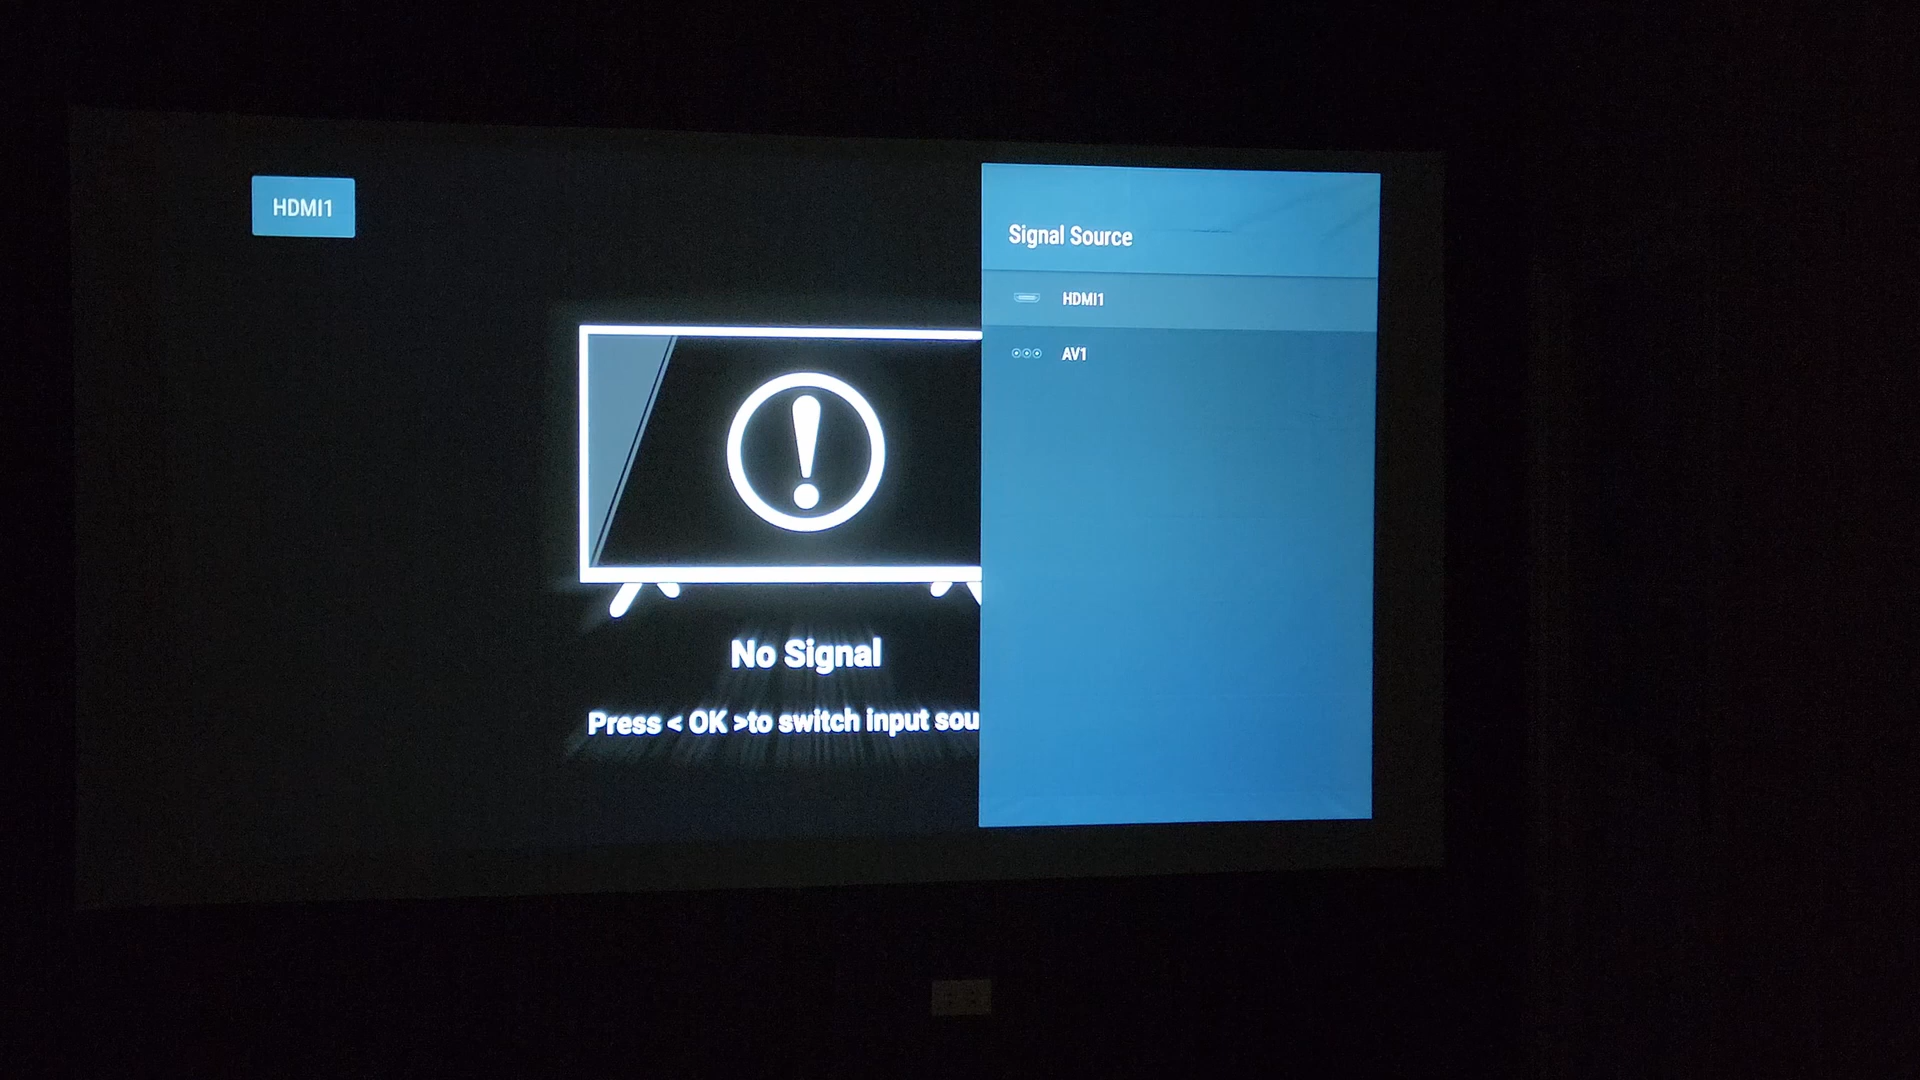 HDMI1
Signal Source
HDMI1
AV1
No Signal
Press < OK >to switch input sou